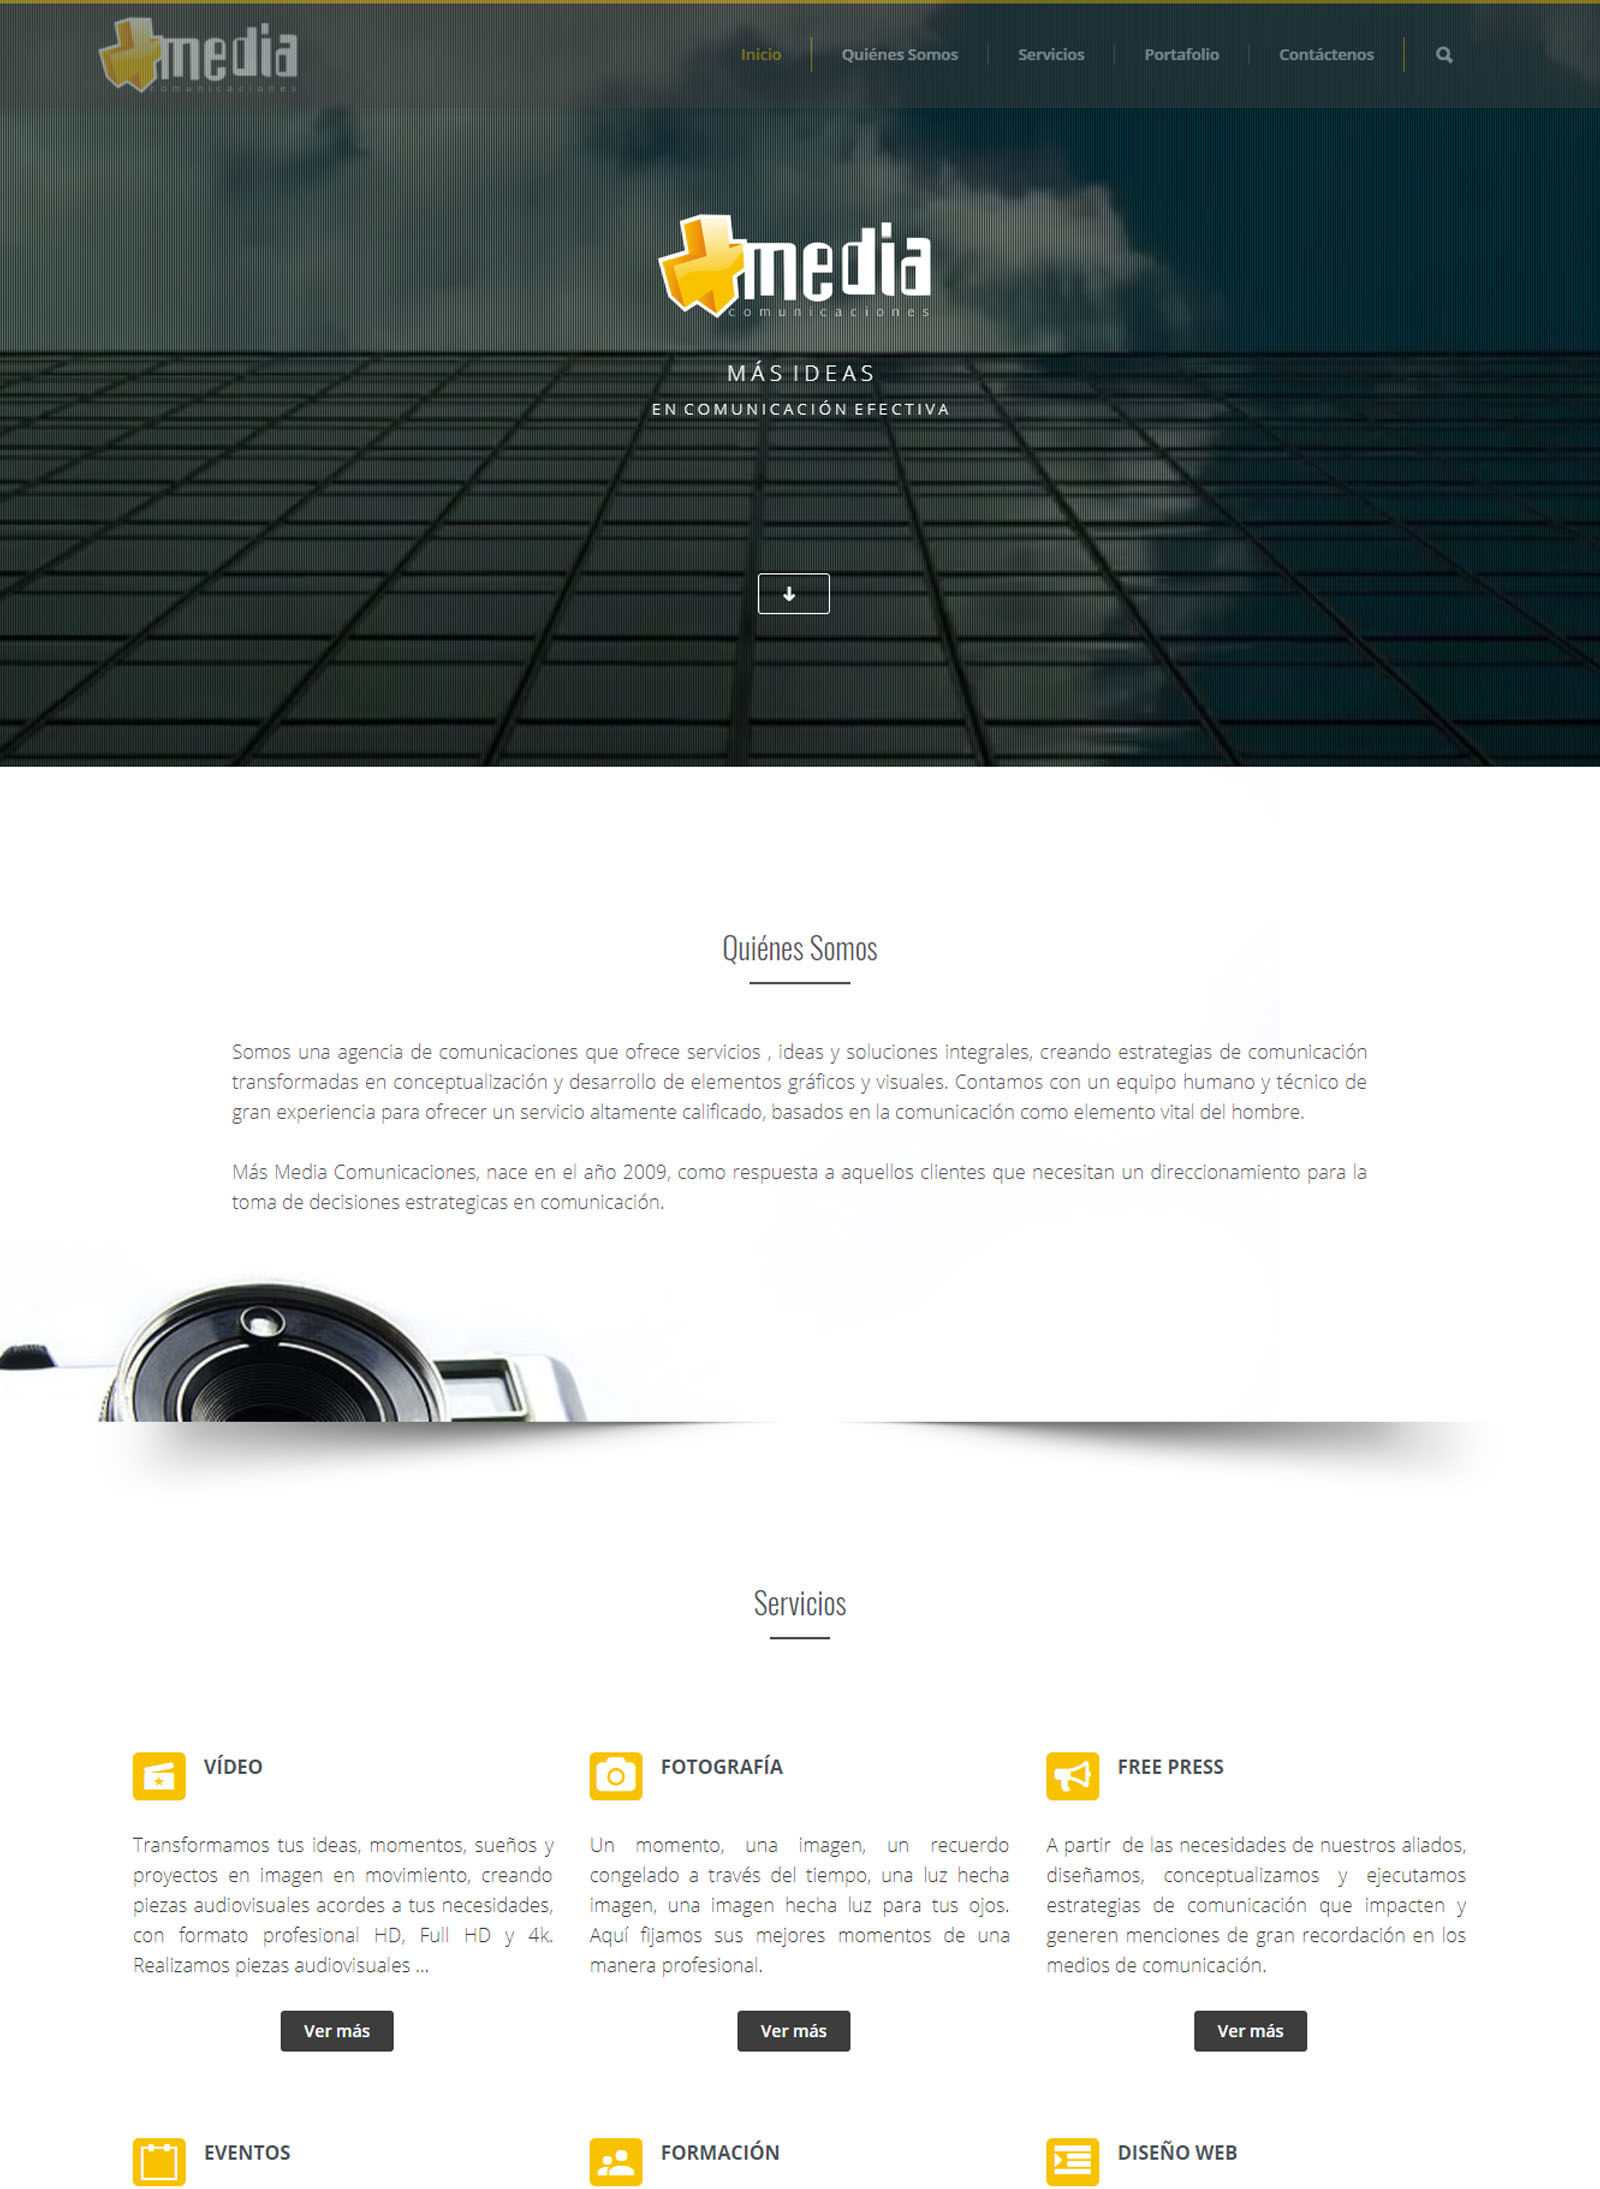 media
comunicaciones
Inicio
Quiénes Somos
Servicios
Portafolio
Contáctenos
media
comunicaciones
MÁS IDEAS
EN COMUNICACIÓN EFECTIVA
Quiénes Somos
Somos una agencia de comunicaciones que ofrece servicios , ideas y soluciones integrales, creando estrategias de comunicación
transformadas en conceptualización y desarrollo de elementos gráficos y visuales. Contamos con un equipo humano y técnico de
gran experiencia para ofrecer un servicio altamente calificado, basados en la comunicación como elemento vital del hombre.
Más Media Comunicaciones, nace en el año 2009, como respuesta a aquellos clientes que necesitan un direccionamiento para la
toma de decisiones estrategicas en comunicación.
Servicios
VÍDEO
Transformamos tus ideas, momentos, sueños y
proyectos en imagen en movimiento, creando
piezas audiovisuales acordes a tus necesidades,
con formato profesional HD, Full HD y 4k.
Realizamos piezas audiovisuales ...
Ver más
FOTOGRAFÍA
Un momento, una imagen, un recuerdo
congelado a través del tiempo, una luz hecha
imagen, una imagen hecha luz para tus ojos.
Aquí fijamos sus mejores momentos de una
manera profesional.
Ver más
FREE PRESS
A partir de las necesidades de nuestros aliados,
diseñamos, conceptualizamos y ejecutamos
estrategias de comunicación que impacten y
generen menciones de gran recordación en los
medios de comunicación.
Ver más
EVENTOS
FORMACIÓN
DISEÑO WEB